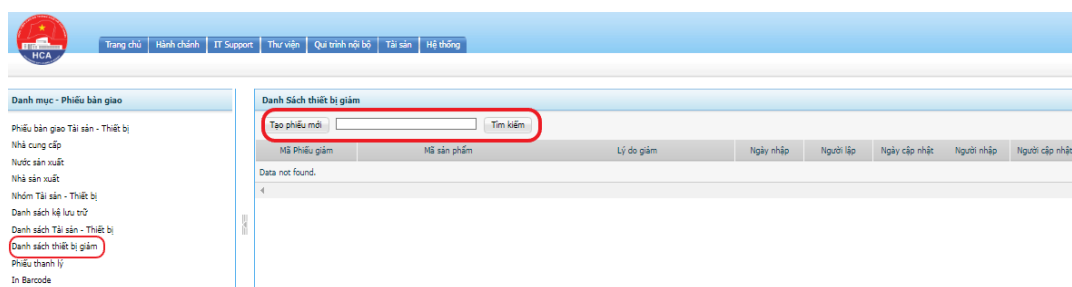 HCA
Trang chủ Hành chánh IT Support Thư viện Qui trình nội bộ Tài sản Hệ thống
Danh mục - Phiếu bàn giao
Phiếu bàn giao Tài sản - Thiết bị
Nhà cung cấp
Nước sản xuất
Nhà sản xuất
Nhóm Tài sản - Thiết bị
Danh sách kệ lưu trữ
Danh sách Tài sản - Thiết bị
Danh sách thiết bị giảm
Phiếu thanh lý
In Barcode
Danh Sách thiết bị giảm
Tạo phiếu mới Tìm kiếm
Mã Phiếu giảm Mã sản phẩm Lý do giảm Ngày nhập Người lập Ngày cập nhật Người nhập Người cập nhật
Data not found.